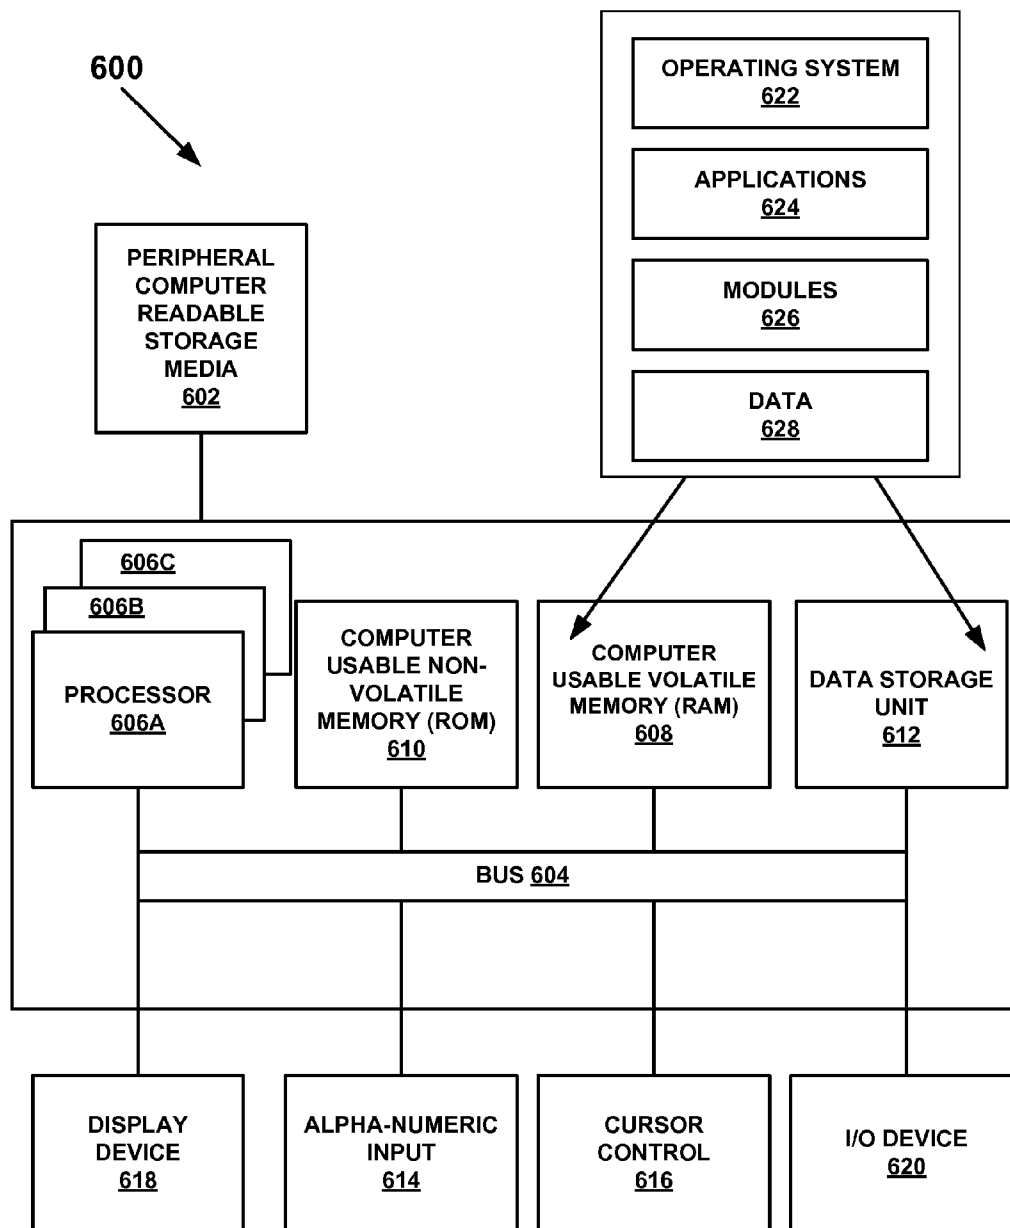 600
OPERATING SYSTEM
622
APPLICATIONS
624
MODULES
626
DATA
628
PERIPHERAL
COMPUTER
READABLE
STORAGE
MEDIA
602
606C
606B
PROCESSOR
606A
COMPUTER
USABLE NON-
VOLATILE
MEMORY (ROM)
610
COMPUTER
USABLE VOLATILE
MEMORY (RAM)
608
DATA STORAGE
UNIT
612
BUS 604
DISPLAY
DEVICE
618
ALPHA-NUMERIC
INPUT
614
CURSOR
CONTROL
616
I/O DEVICE
620